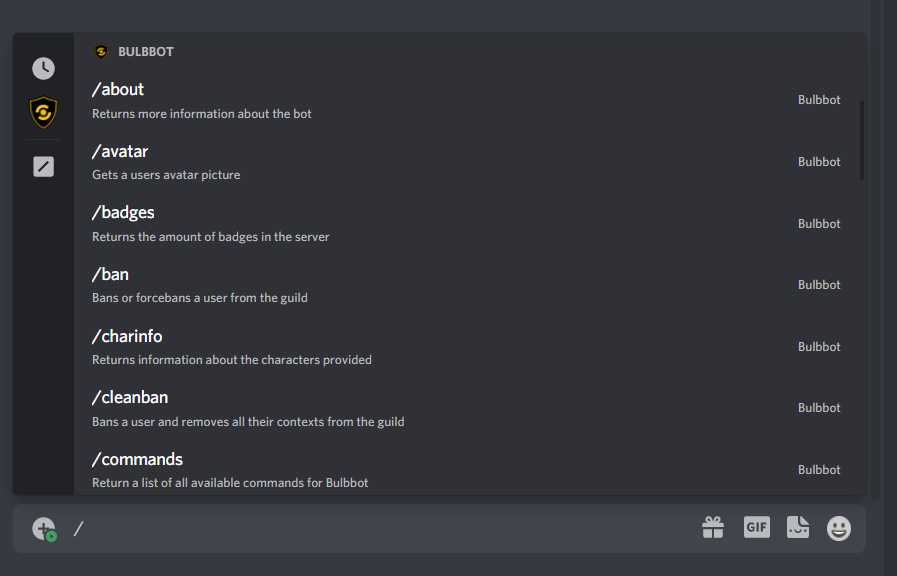 BULBBOT
/about
Returns more information about the bot
Bulbbot
/avatar
Gets a users avatar picture
Bulbbot
/badges
Returns the amount of badges in the server
Bulbbot
/ban
Bans or forcebans a user from the guild
Bulbbot
/charinfo
Returns information about the characters provided
Bulbbot
/cleanban
Bans a user and removes all their contexts from the guild
Bulbbot
/commands
Return a list of all available commands for Bulbbot
Bulbbot
/
GIF